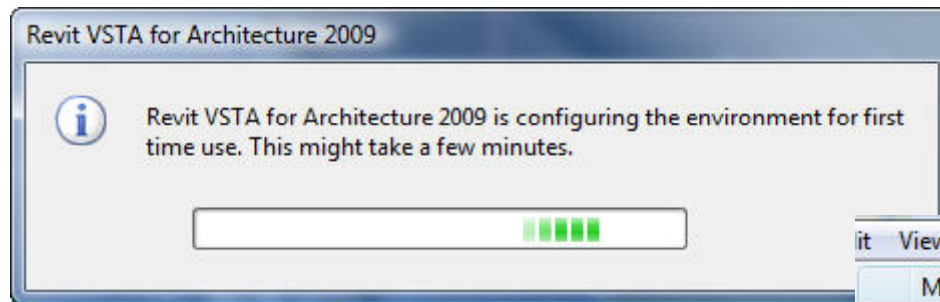 Revit VSTA for Architecture 2009
Revit VSTA for Architecture 2009 is configuring the environment for first
time use. This might take a few minutes.
it View
M